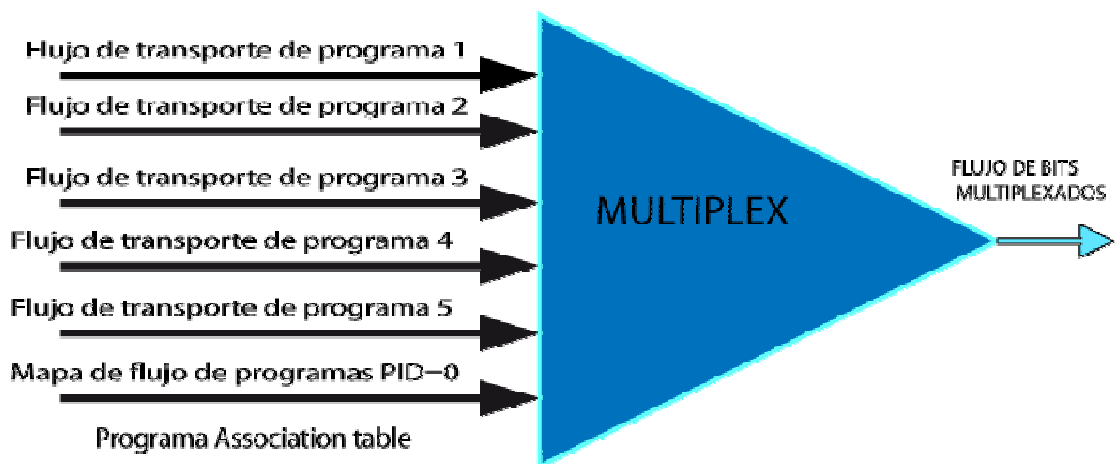 Flujo de transporte de programa 1
Flujo de transporte de programa 2
Flujo de transporte de programa 3
Flujo de transporte de programa 4
Flujo de transporte de programa 5
Mapa de flujo de programas PID-0
Programa Association table
MULTIPLEX
FLUJO DE BITS
MULTIPLEXADOS